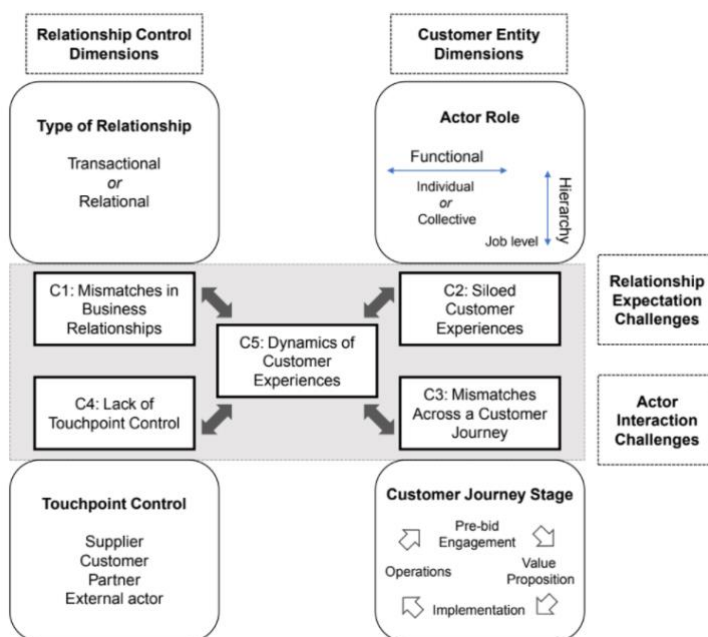 Relationship Control
Dimensions
Customer Entity
Dimensions
Type of Relationship
Transactional
or
Relational
Actor Role
Functional
Individual
or
Collective
Hierarchy
Job level
C1: Mismatches in
Business
Relationships
C2: Siloed
Customer
Experiences
Relationship
Expectation
Challenges
C5: Dynamics of
Customer
Experiences
C4: Lack of
Touchpoint Control
C3: Mismatches
Across a Customer
Journey
Actor
Interaction
Challenges
Touchpoint Control
Supplier
Customer
Partner
External actor
Customer Journey Stage
Pre-bid
Engagement
Operations
Value
Proposition
Implementation